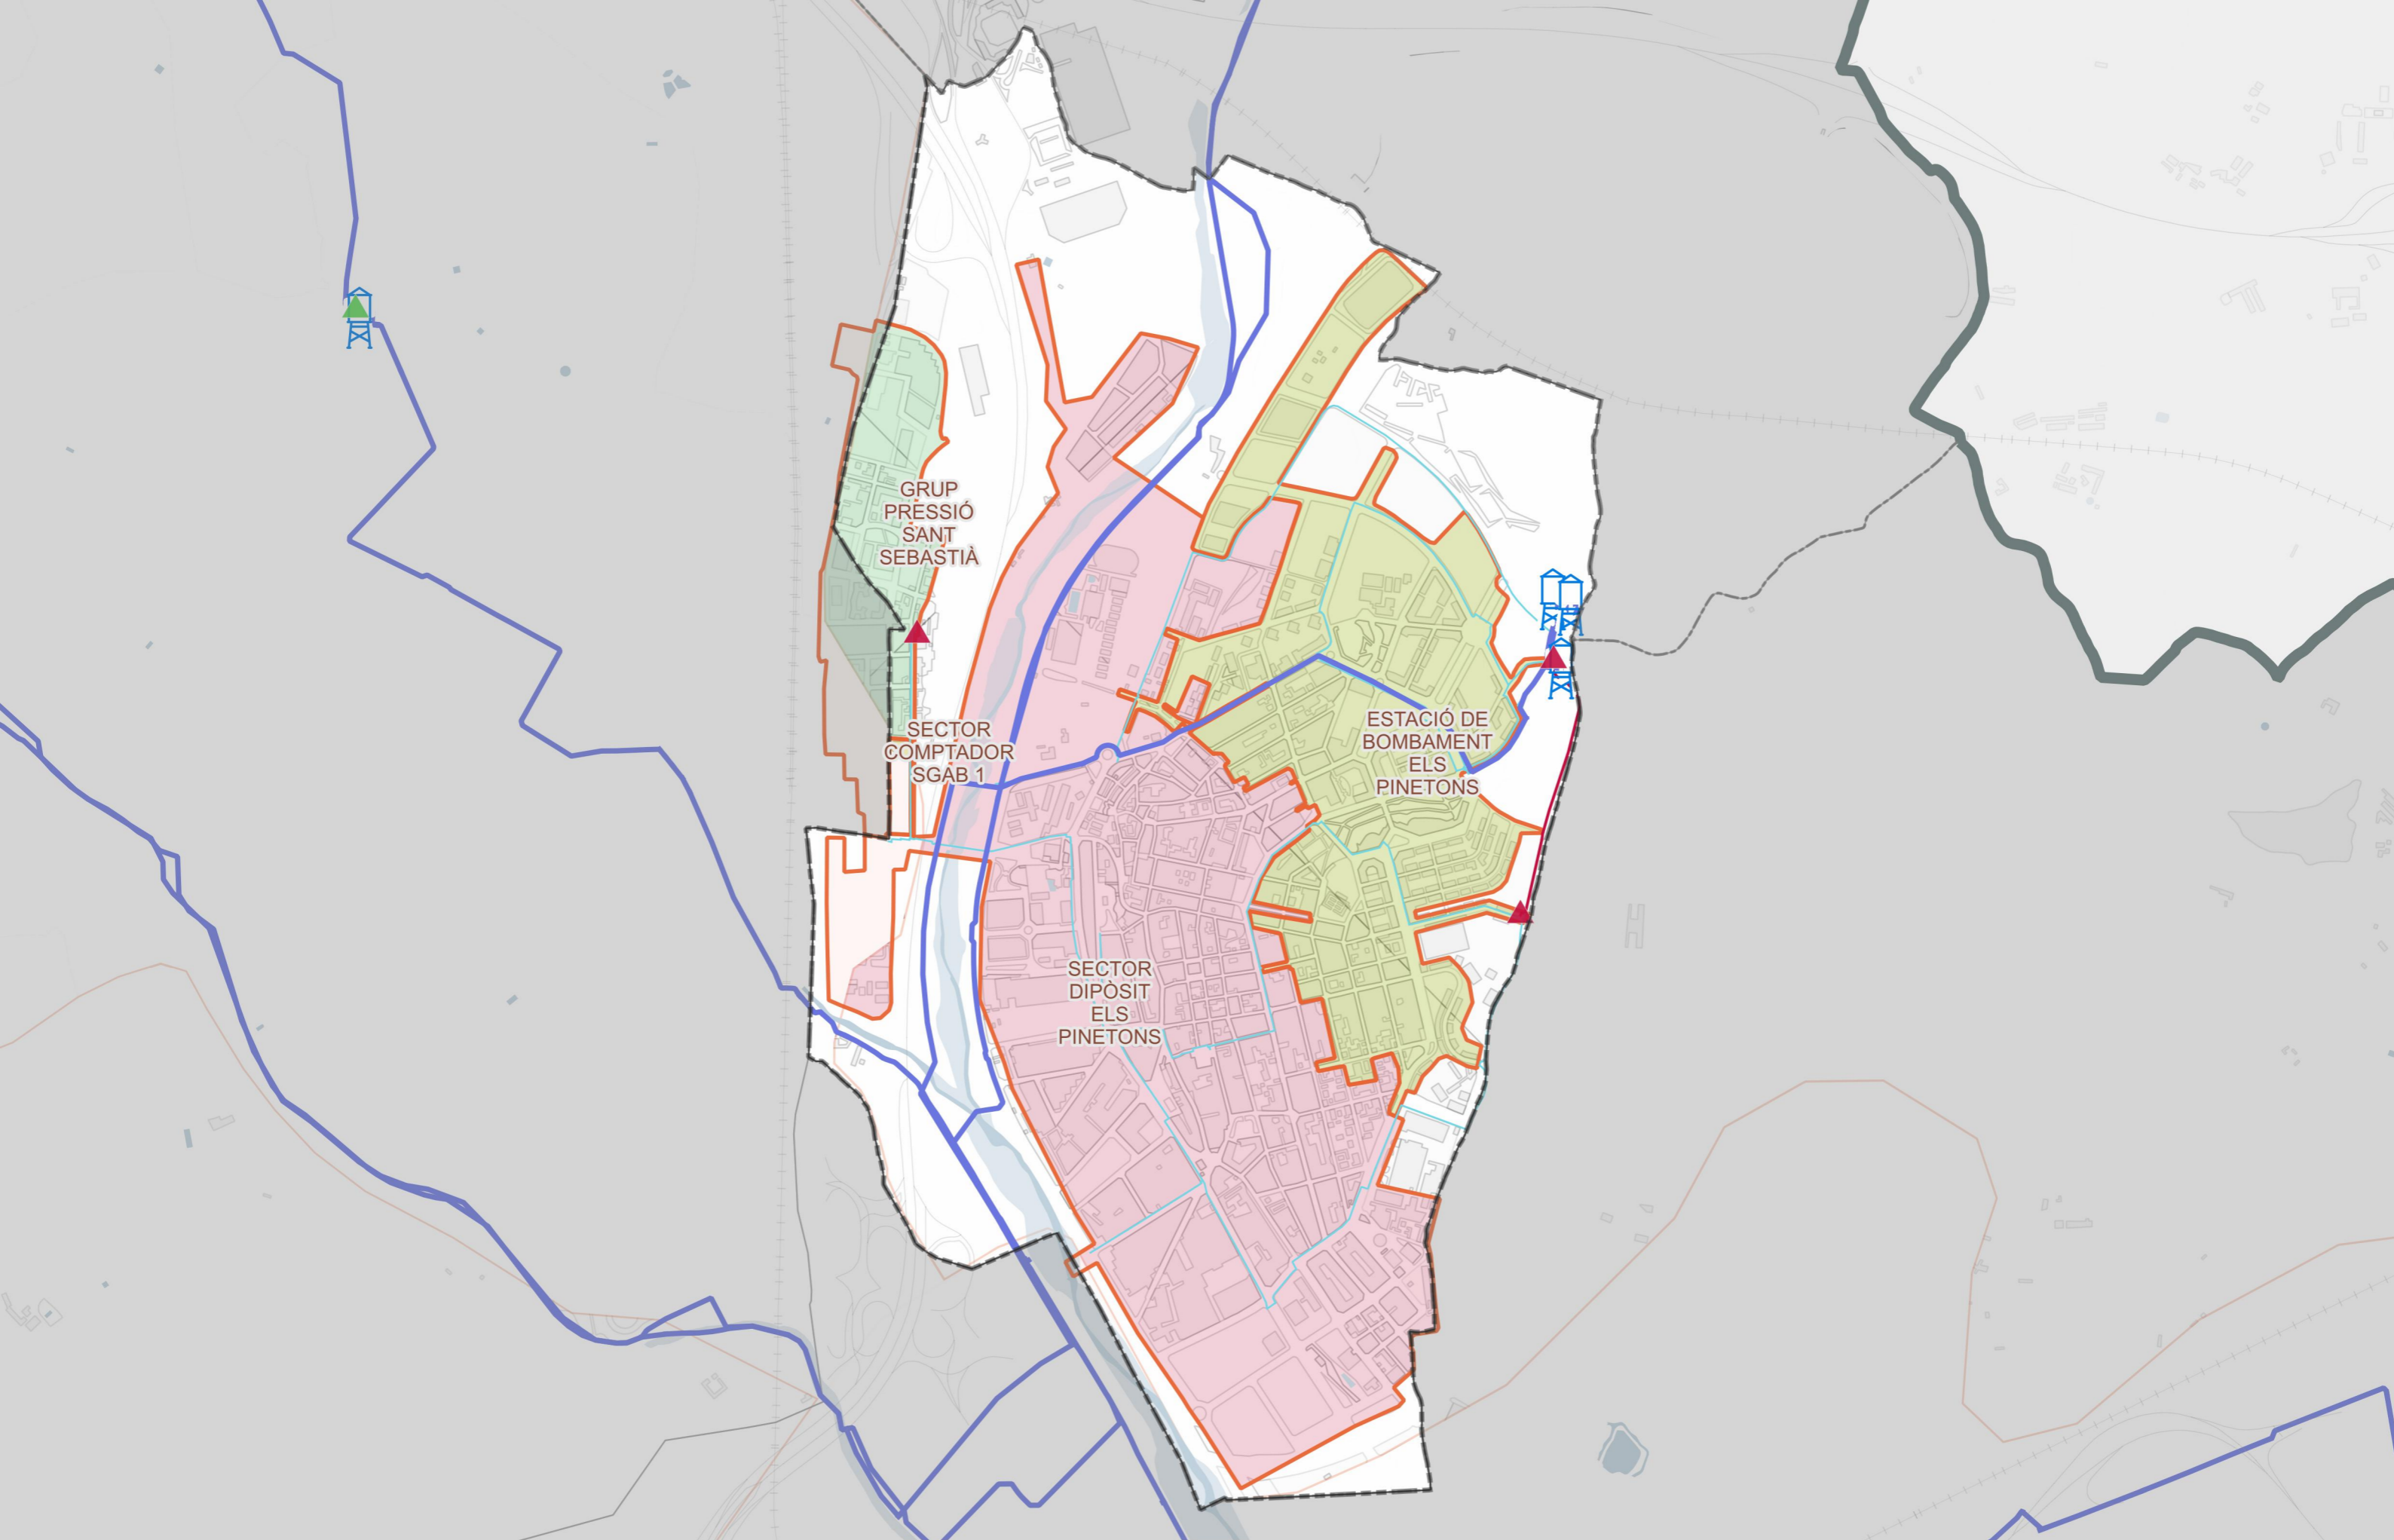 GRUP
PRESSIÓ
SANT
SEBASTIÀ
SECTOR
COMPTADOR
SGAB 1
ESTACIÓ DE
BOMBAMENT
ELS
PINETONS
SECTOR
DIPÒSIT
ELS
PINETONS